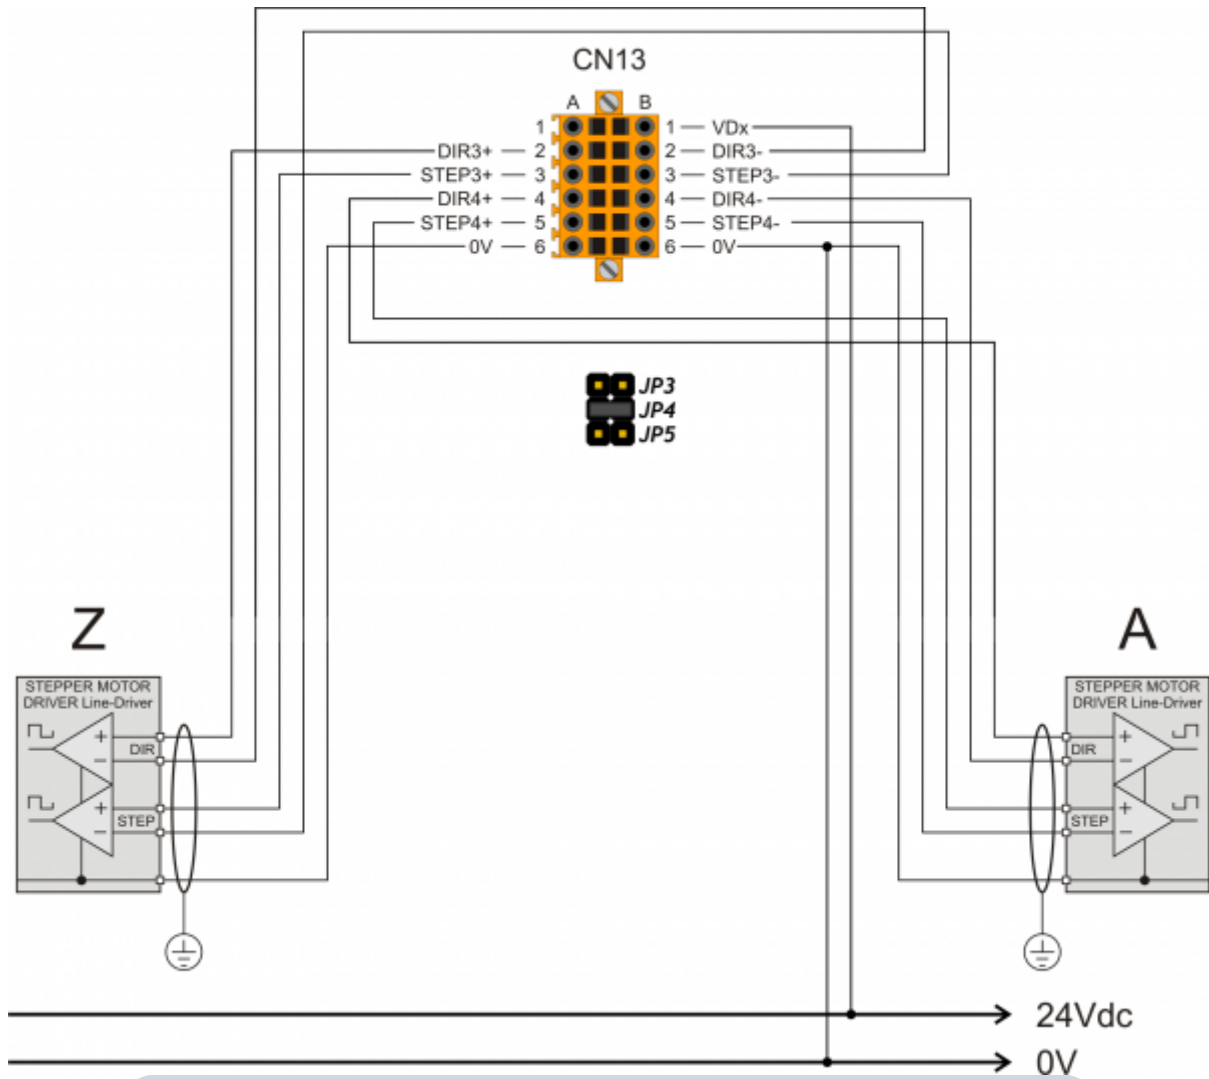 CN13
A B
1 1 VDx
DIR3+ 2 2 DIR3-
STEP3+ 3 3 STEP3-
DIR4+ 4 4 DIR4-
STEP4+ 5 5 STEP4-
0V 6 6 0V
JP3
JP4
JP5
Z
A
STEPPER MOTOR
DRIVER Line-Driver
+
DIR
-
+
STEP
-
STEPPER MOTOR
DRIVER Line-Driver
+
DIR
-
+
STEP
-
24Vdc
0V